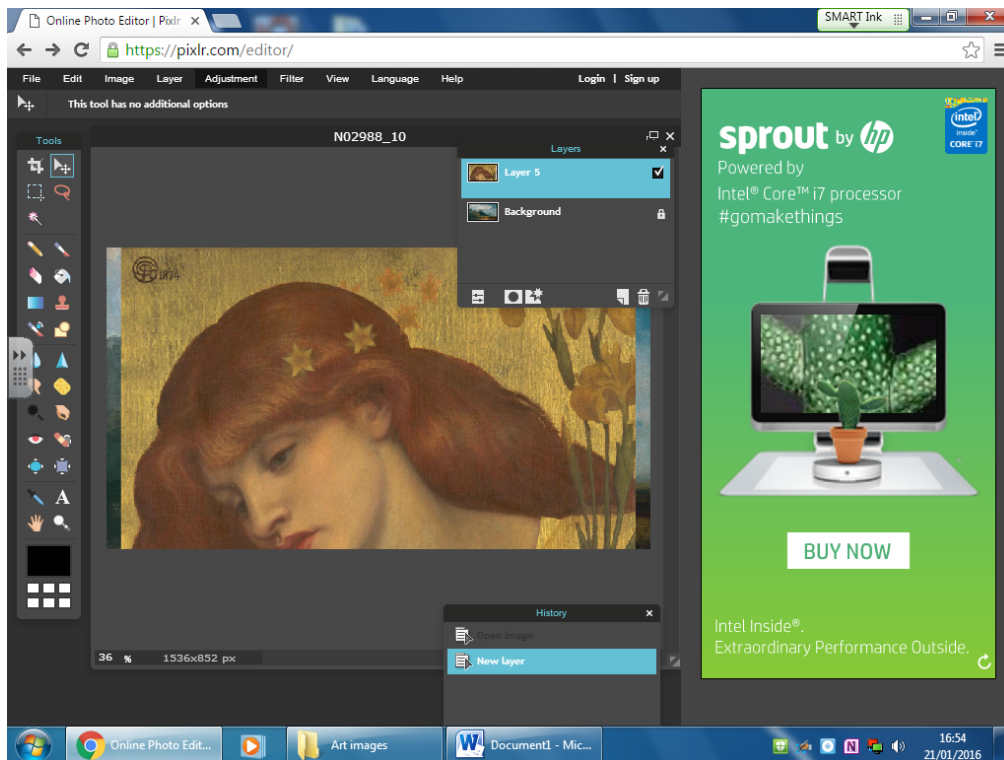 Online Photo Editor | Pixlr
SMART Ink
https://pixlr.com/editor/
File Edit Image Layer Adjustment Filter View Language Help Login | Sign up
This tool has no additional options
Tools
N02988_10
Layers
Layer 5
Background
1874
A
36 % 1536x852 px
History
Open image
New layer
intel
inside
CORE i7
sprout by hp
Powered by
Intel® Core™ i7 processor
#gomakethings
BUY NOW
Intel Inside®.
Extraordinary Performance Outside.
Online Photo Edit...
Art images
Document1 - Mic...
N
16:54
21/01/2016